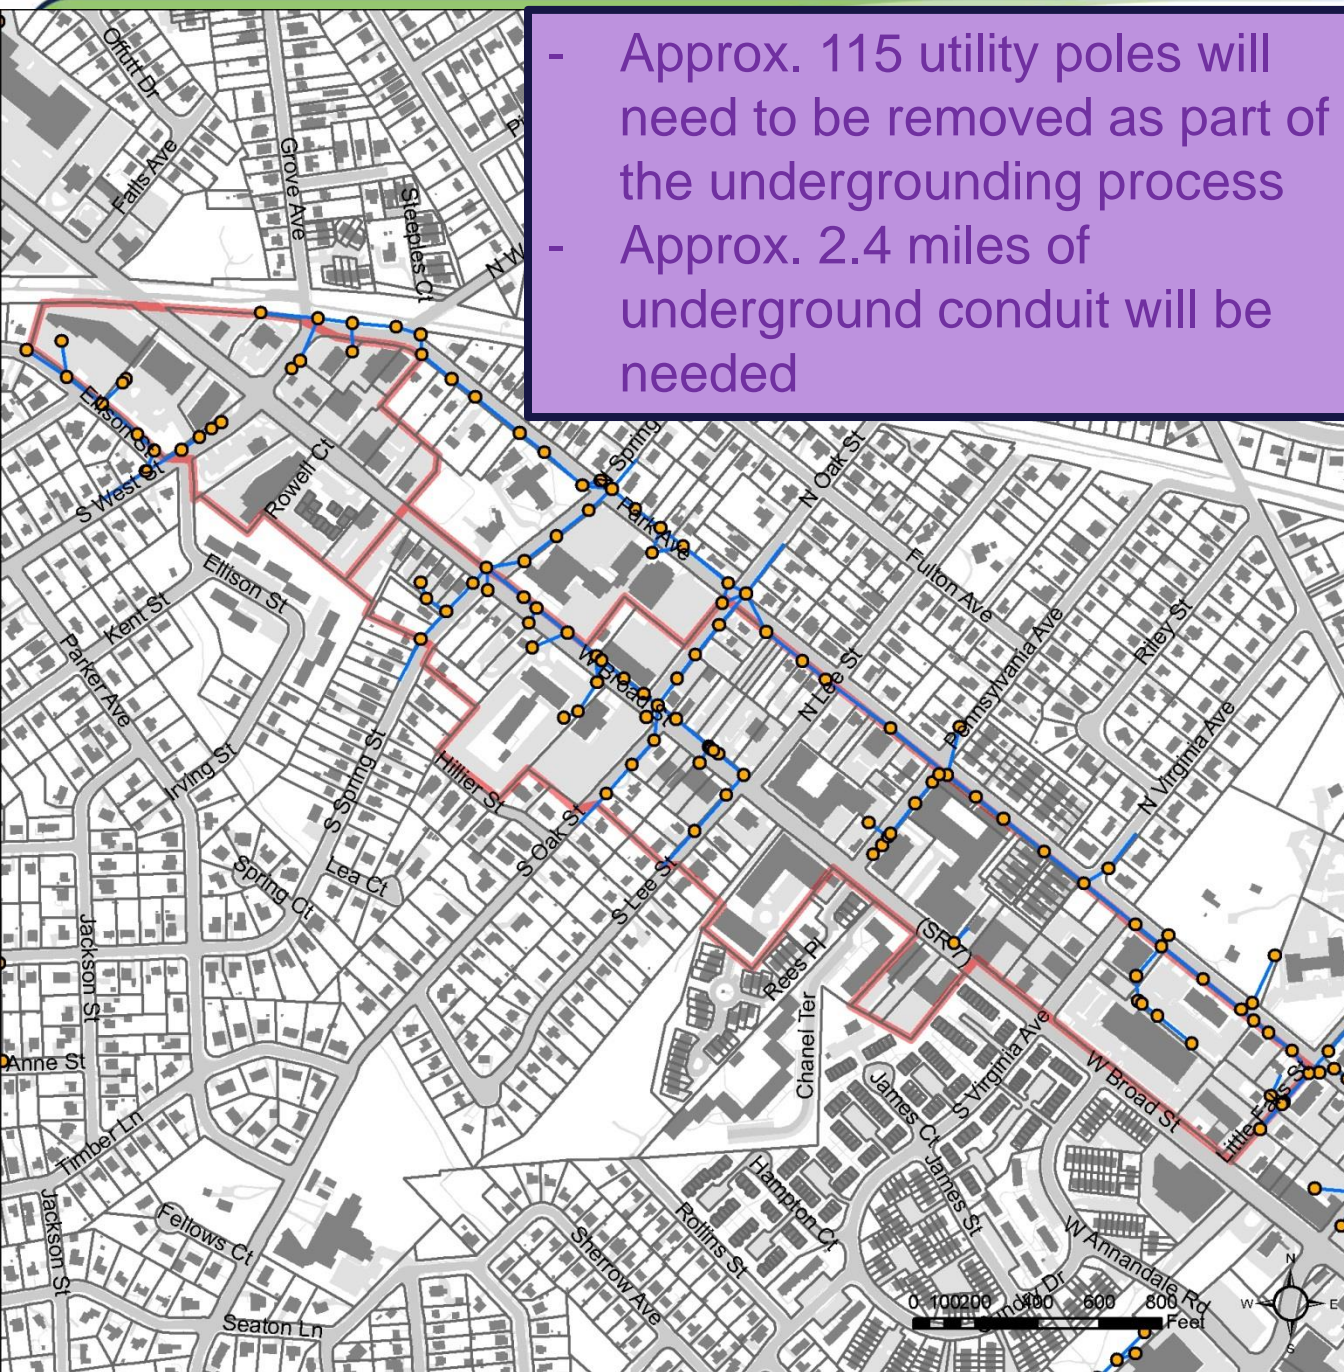 - Approx. 115 utility poles will
need to be removed as part of
the undergrounding process
- Approx. 2.4 miles of
underground conduit will be
needed
Offutt Dr
Falls Ave
Grove Ave
Steeples Ct
N W
Ellison St
S West St
Rowell Ct
Spring
Park Ave
N Oak St
Fulton Ave
Riley St
Pennsylvania Ave
N Virginia Ave
N Lee St
W Broad St
Ellison St
Kent St
Parker Ave
Irving St
S Spring St
Hillier St
S Oak St
S Lee St
Spring Ct
Lea Ct
Jackson St
Anne St
Timber Ln
Jackson St
Fellows Ct
Seaton Ln
Rees Pl
Chanel Ter
(SR 7)
James Ct
James St
S Virginia Ave
W Broad St
Little Falls St
Hampton Ct
Rollins St
Sherrow Ave
W Annandale Rd
Dr
0 100 200 400 600 800
Feet
N
W
E
S